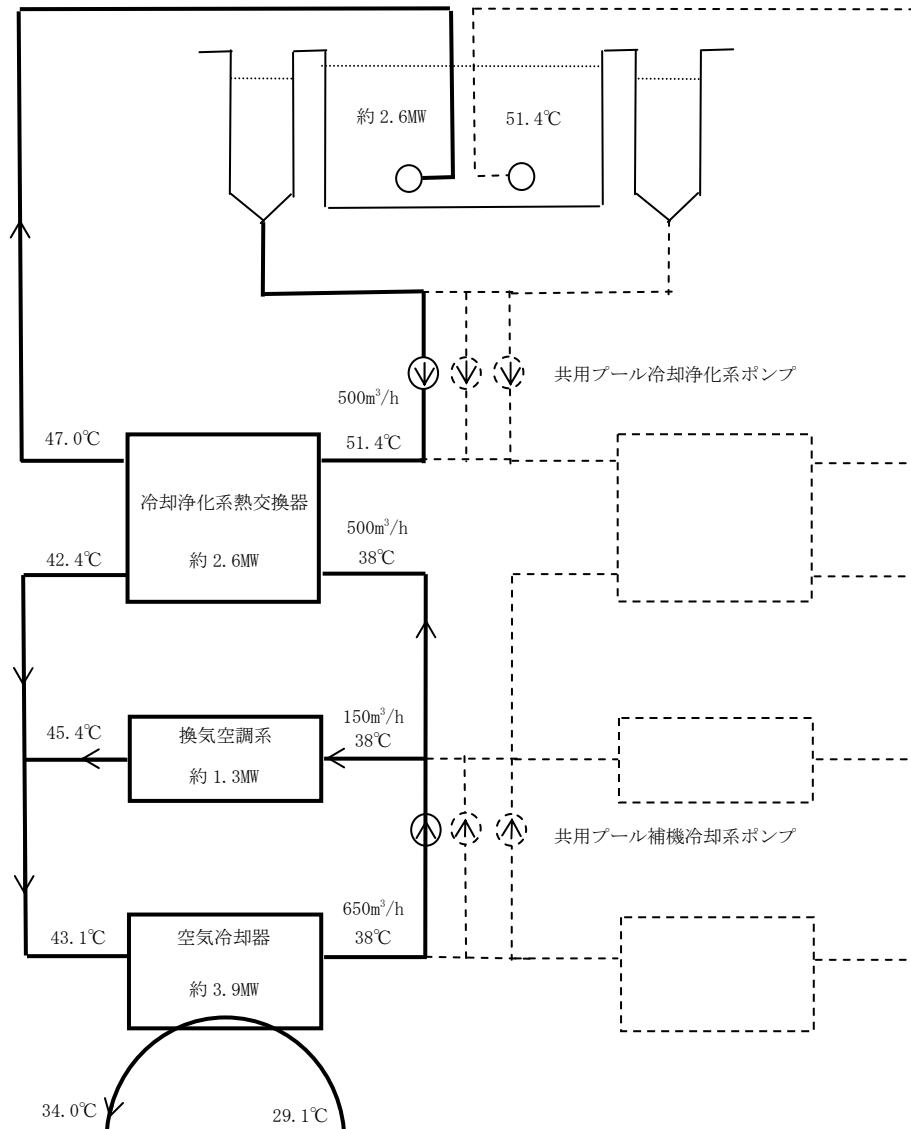 約 2.6MW
51.4℃
共用プール冷却浄化系ポンプ
500m³/h
47.0℃
51.4℃
冷却浄化系熱交換器
500m³/h
42.4℃
約 2.6MW
38℃
150m³/h
45.4℃
換気空調系
38℃
約 1.3MW
共用プール補機冷却系ポンプ
650m³/h
43.1℃
空気冷却器
38℃
約 3.9MW
34.0℃
29.1℃